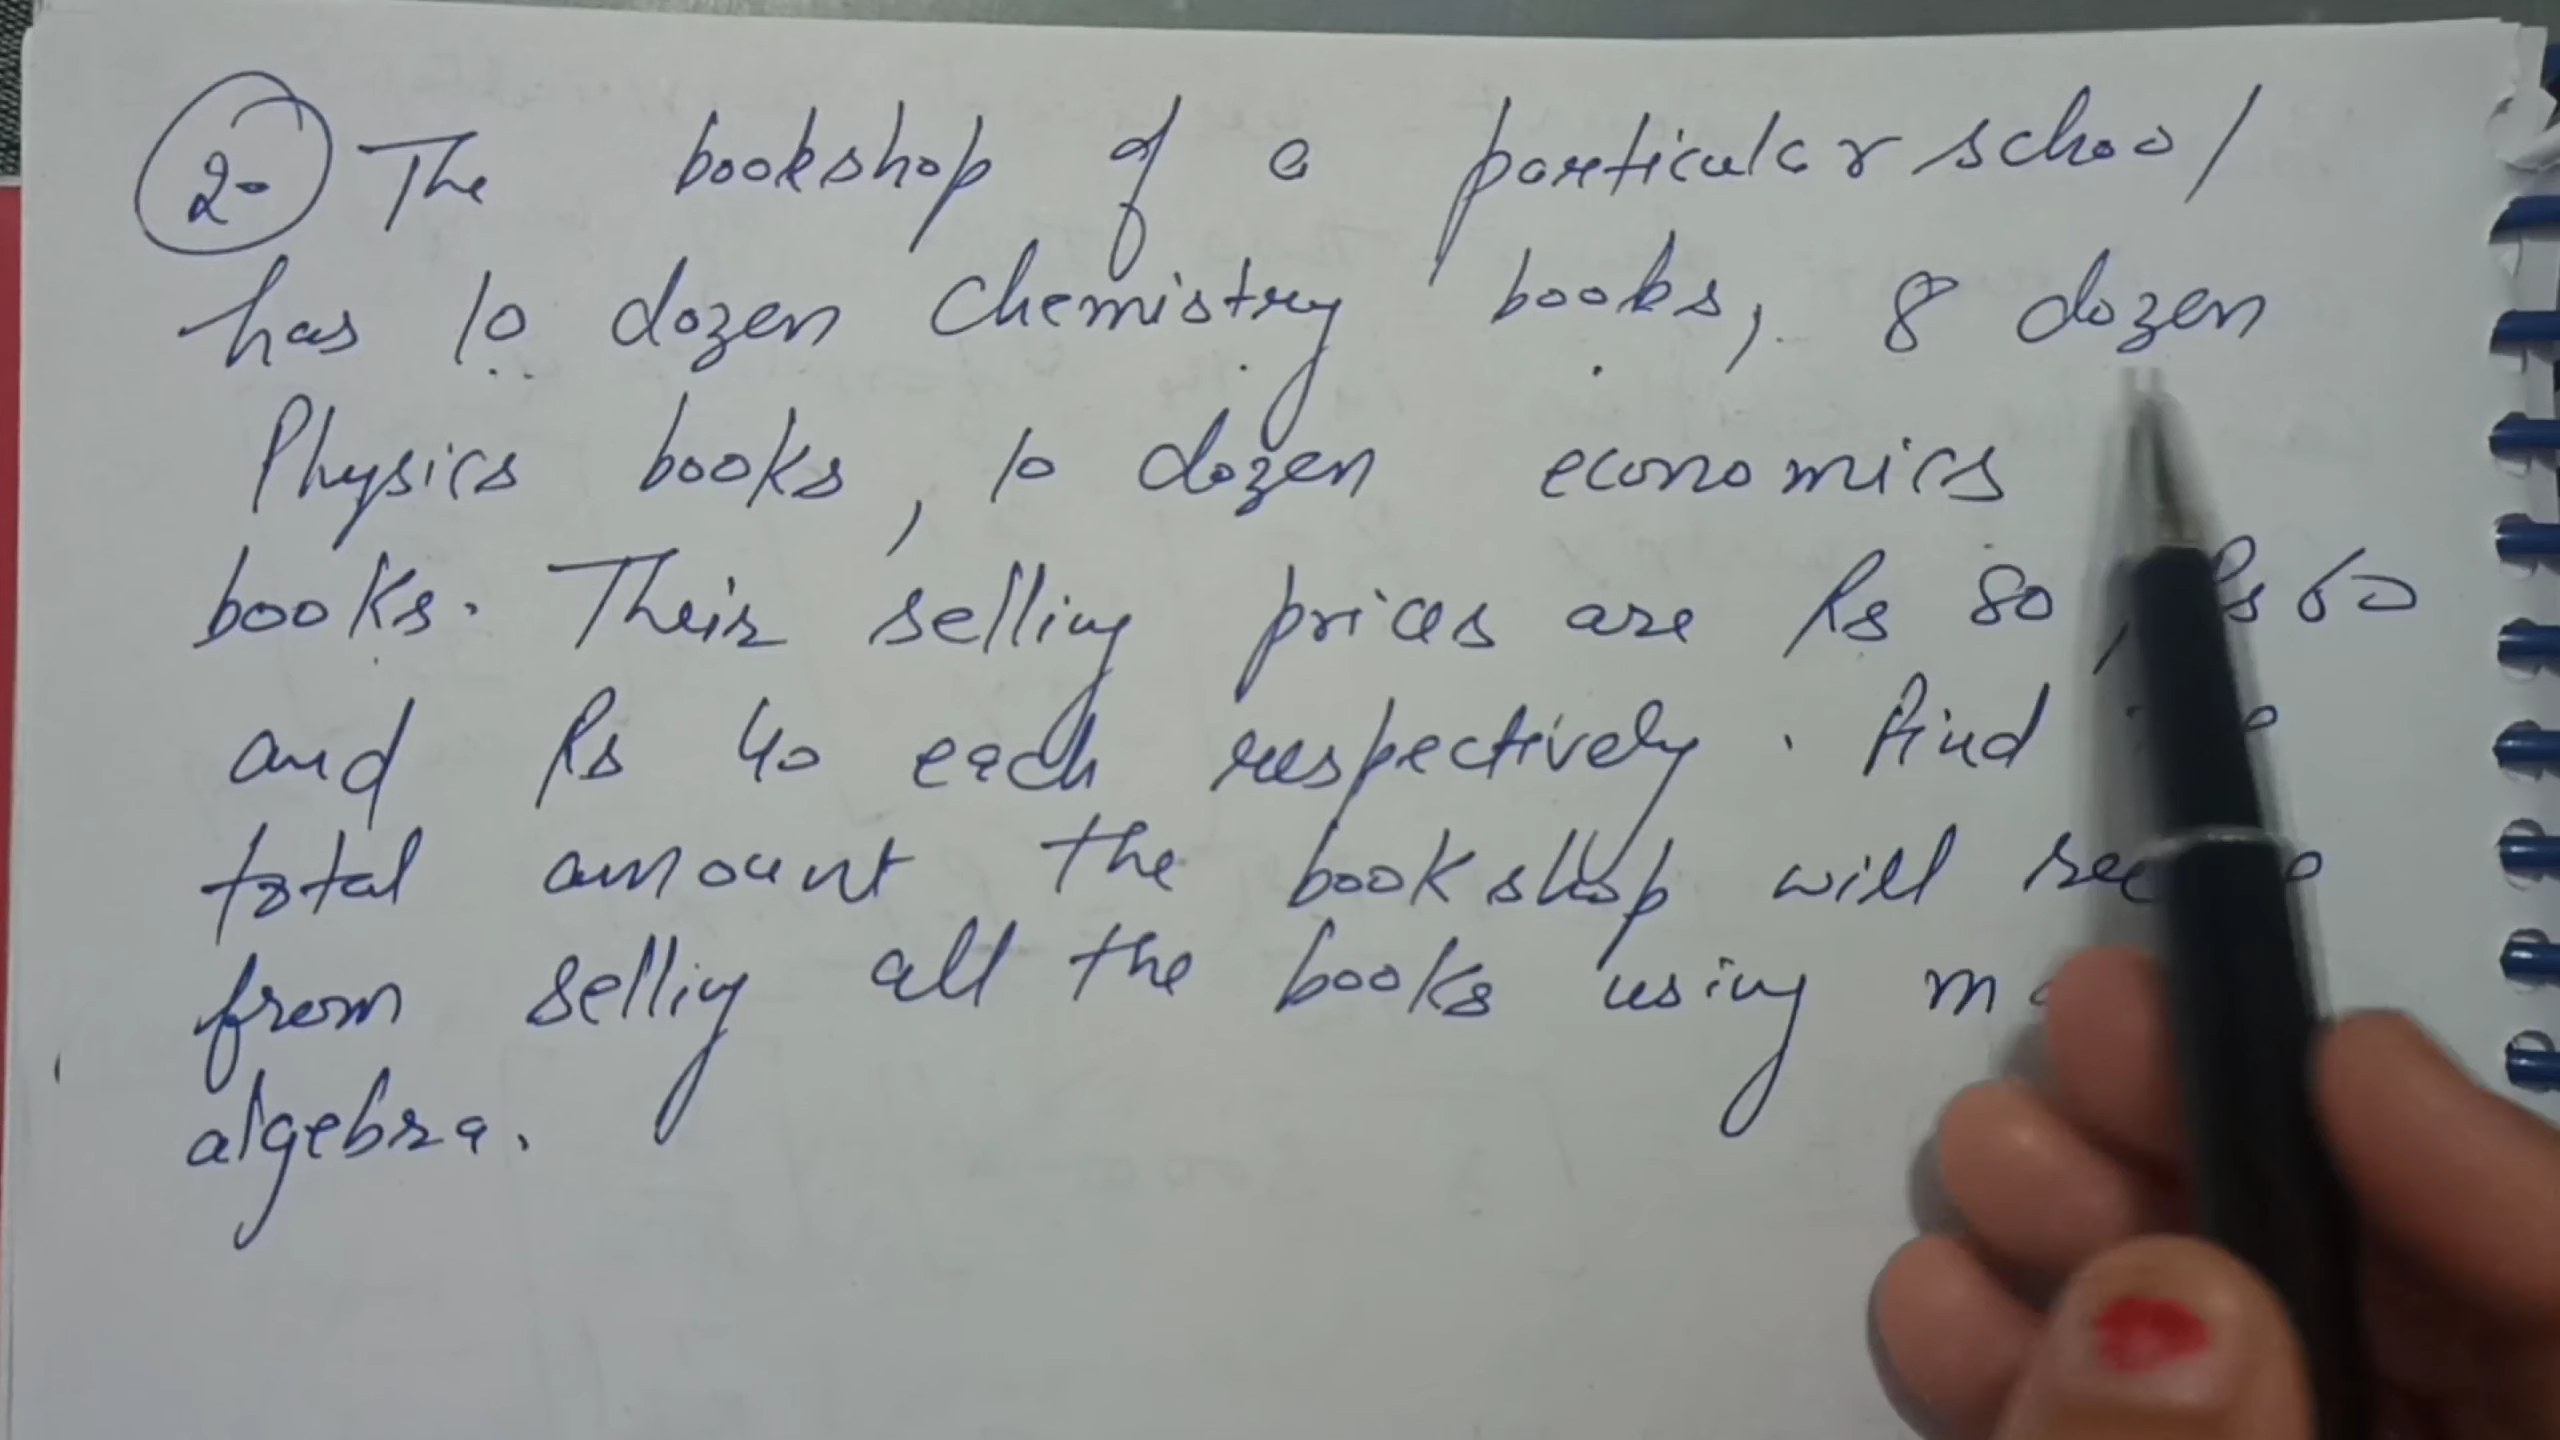 2- The bookshop of a particular school
has 10 dozen Chemistry books, 8 dozen
Physics books, 10 dozen economics
books. Their selling prices are Rs 80, Rs 60
and Rs 40 each respectively. Find
total amount the bookshop will
from selling all the books using
algebra.